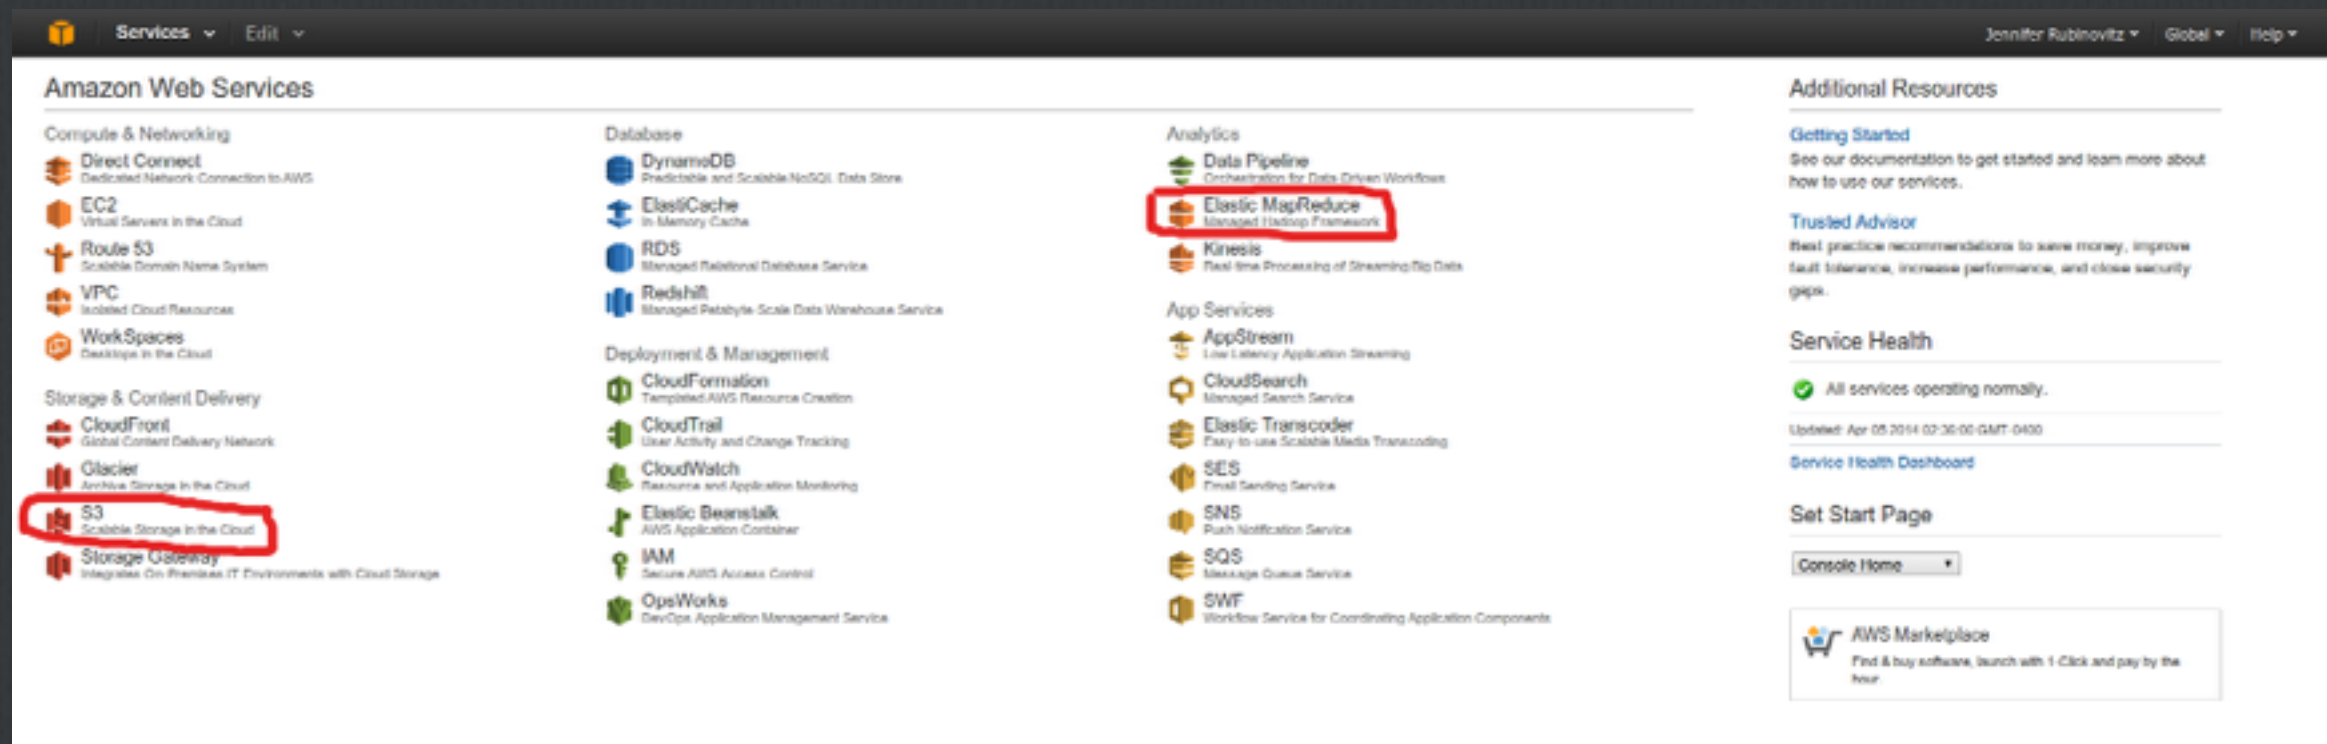 Services Edit Jennifer Rubinovitz Global Help
Amazon Web Services
Compute & Networking
Direct Connect
Dedicated Network Connection to AWS
EC2
Virtual Servers in the Cloud
Route 53
Scalable Domain Name System
VPC
Isolated Cloud Resources
WorkSpaces
Desktops in the Cloud
Storage & Content Delivery
CloudFront
Global Content Delivery Network
Glacier
Archive Storage in the Cloud
S3
Scalable Storage in the Cloud
Storage Gateway
Integrates On-Premises IT Environments with Cloud Storage
Database
DynamoDB
Predictable and Scalable NoSQL Data Store
ElastiCache
In-Memory Cache
RDS
Managed Relational Database Service
Redshift
Managed Petabyte-Scale Data Warehouse Service
Deployment & Management
CloudFormation
Templated AWS Resource Creation
CloudTrail
User Activity and Change Tracking
CloudWatch
Resource and Application Monitoring
Elastic Beanstalk
AWS Application Container
IAM
Secure AWS Access Control
OpsWorks
DevOps Application Management Service
Analytics
Data Pipeline
Orchestration for Data-Driven Workflows
Elastic MapReduce
Managed Hadoop Framework
Kinesis
Real-time Processing of Streaming Big Data
App Services
AppStream
Low Latency Application Streaming
CloudSearch
Managed Search Service
Elastic Transcoder
Easy-to-use Scalable Media Transcoding
SES
Email Sending Service
SNS
Push Notification Service
SQS
Message Queue Service
SWF
Workflow Service for Coordinating Application Components
Additional Resources
Getting Started
See our documentation to get started and learn more about
how to use our services.
Trusted Advisor
Best practice recommendations to save money, improve
fault tolerance, increase performance, and close security
gaps.
Service Health
All services operating normally.
Updated: Apr 05 2014 02:36:00 GMT-0400
Service Health Dashboard
Set Start Page
Console Home
AWS Marketplace
Find & buy software, launch with 1-Click and pay by the
hour.